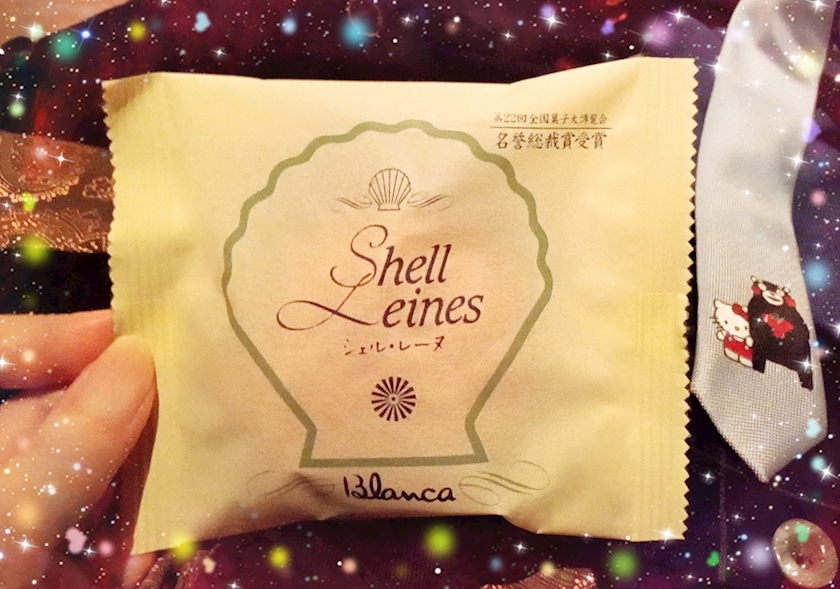 第22回全国菓子大博覧会
名誉総裁賞受賞
Shell
Leines
シェル・レーヌ
Blanca